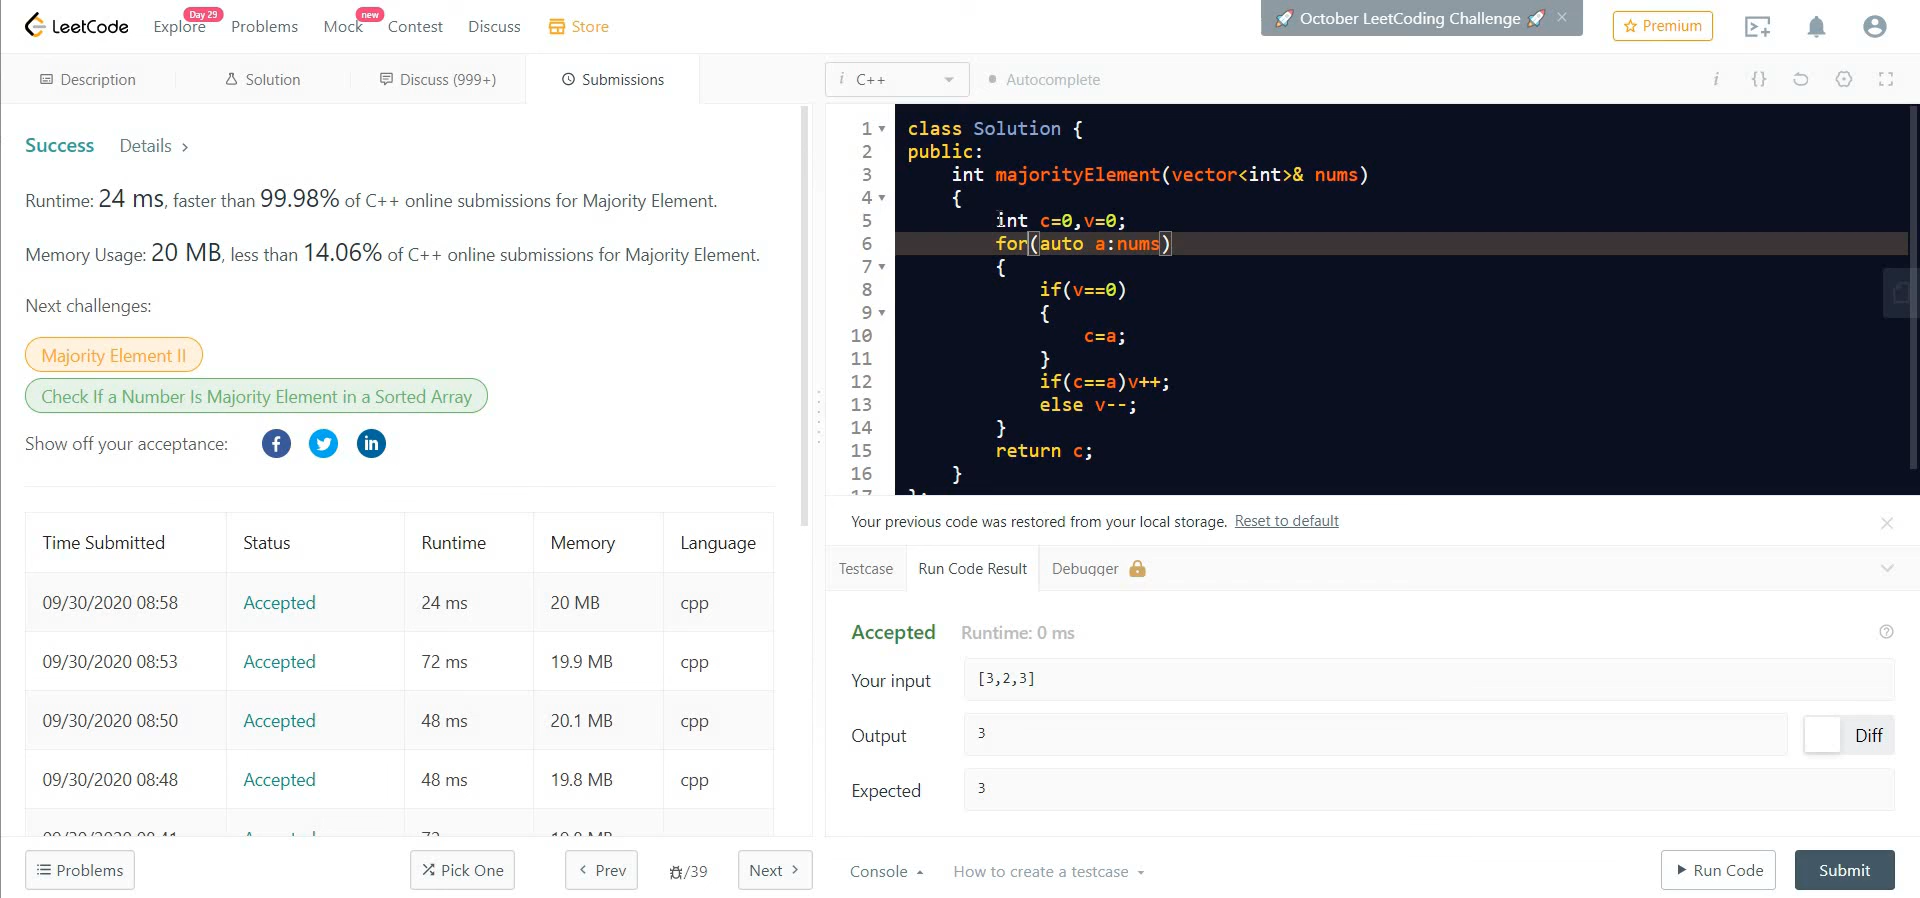 LeetCode
Day 29
Explore
Problems
new
Mock
Contest
Discuss
Store
🚀 October LeetCoding Challenge 🚀 ×
Premium
Description
Solution
Discuss (999+)
Submissions
i C++
Autocomplete
Success
Details >
Runtime: 24 ms, faster than 99.98% of C++ online submissions for Majority Element.
Memory Usage: 20 MB, less than 14.06% of C++ online submissions for Majority Element.
Next challenges:
Majority Element II
Check If a Number Is Majority Element in a Sorted Array
Show off your acceptance:
Time Submitted Status Runtime Memory Language
09/30/2020 08:58 Accepted 24 ms 20 MB cpp
09/30/2020 08:53 Accepted 72 ms 19.9 MB cpp
09/30/2020 08:50 Accepted 48 ms 20.1 MB cpp
09/30/2020 08:48 Accepted 48 ms 19.8 MB cpp
Problems
Pick One
< Prev
/39
Next >
1 class Solution {
2 public:
3 int majorityElement(vector<int>& nums)
4 {
5 int c=0,v=0;
6 for(auto a:nums)
7 {
8 if(v==0)
9 {
10 c=a;
11 }
12 if(c==a)v++;
13 else v--;
14 }
15 return c;
16 }
17 };
Your previous code was restored from your local storage. Reset to default
Testcase
Run Code Result
Debugger
Accepted Runtime: 0 ms
Your input [3,2,3]
Output 3
Diff
Expected 3
Console
How to create a testcase
Run Code
Submit